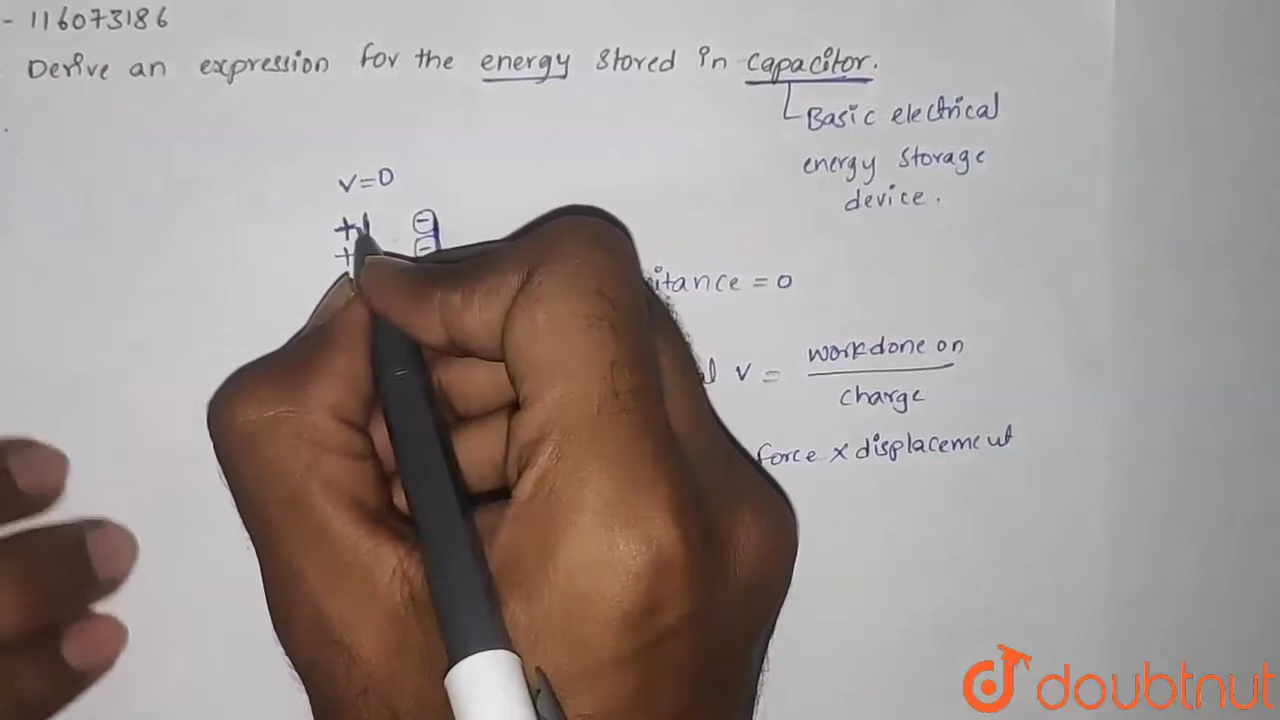 - 116073186
Derive an expression for the energy stored in capacitor.
Basic electrical
energy storage
device.
V=0
+ -
+ -
itance = 0
V = workdone on
charge
force x displacement
doubtnut